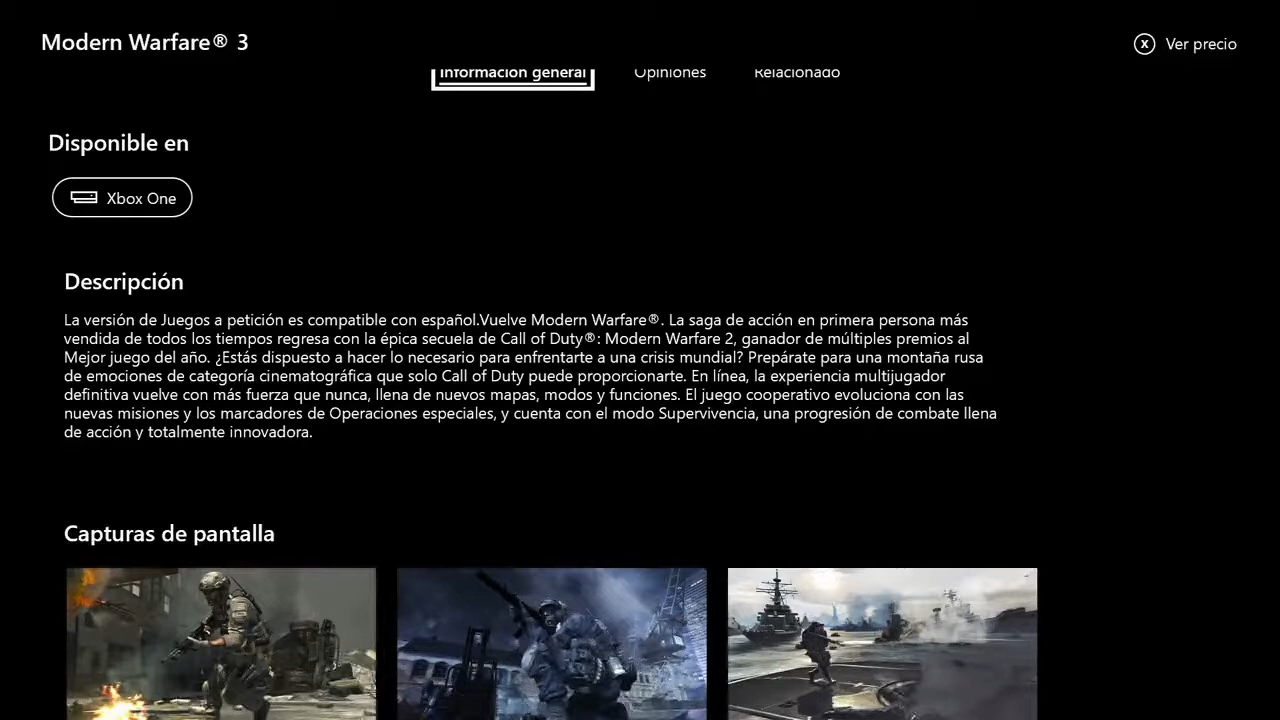 Modern Warfare® 3
Ver precio
Información general
Opiniones
Relacionado
Disponible en
Xbox One
Descripción
La versión de Juegos a petición es compatible con español.Vuelve Modern Warfare®. La saga de acción en primera persona más
vendida de todos los tiempos regresa con la épica secuela de Call of Duty®: Modern Warfare 2, ganador de múltiples premios al
Mejor juego del año. ¿Estás dispuesto a hacer lo necesario para enfrentarte a una crisis mundial? Prepárate para una montaña rusa
de emociones de categoría cinematográfica que solo Call of Duty puede proporcionarte. En línea, la experiencia multijugador
definitiva vuelve con más fuerza que nunca, llena de nuevos mapas, modos y funciones. El juego cooperativo evoluciona con las
nuevas misiones y los marcadores de Operaciones especiales, y cuenta con el modo Supervivencia, una progresión de combate llena
de acción y totalmente innovadora.
Capturas de pantalla